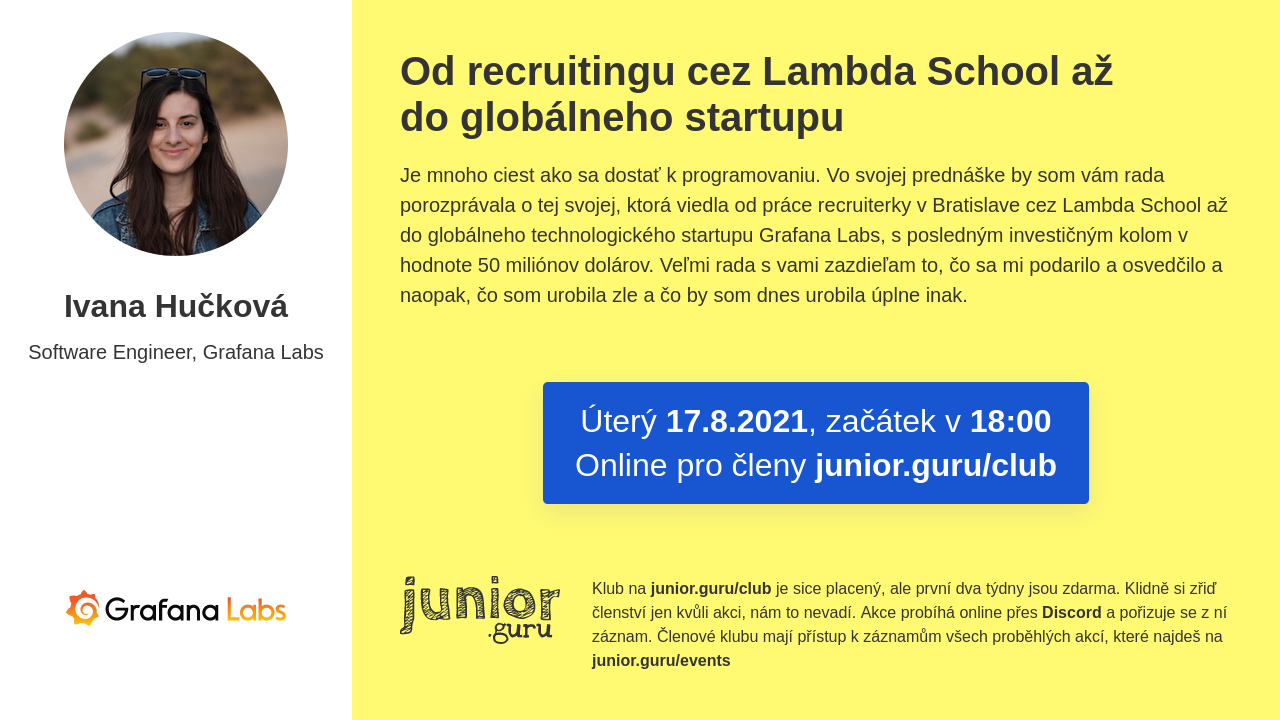 Ivana Hučková
Software Engineer, Grafana Labs
Grafana Labs
Od recruitingu cez Lambda School až
do globálneho startupu
Je mnoho ciest ako sa dostať k programovaniu. Vo svojej prednáške by som vám rada
porozprávala o tej svojej, ktorá viedla od práce recruiterky v Bratislave cez Lambda School až
do globálneho technologického startupu Grafana Labs, s posledným investičným kolom v
hodnote 50 miliónov dolárov. Veľmi rada s vami zazdieľam to, čo sa mi podarilo a osvedčilo a
naopak, čo som urobila zle a čo by som dnes urobila úplne inak.
Úterý 17.8.2021, začátek v 18:00
Online pro členy junior.guru/club
junior
.guru
Klub na junior.guru/club je sice placený, ale první dva týdny jsou zdarma. Klidně si zřiď
členství jen kvůli akci, nám to nevadí. Akce probíhá online přes Discord a pořizuje se z ní
záznam. Členové klubu mají přístup k záznamům všech proběhlých akcí, které najdeš na
junior.guru/events